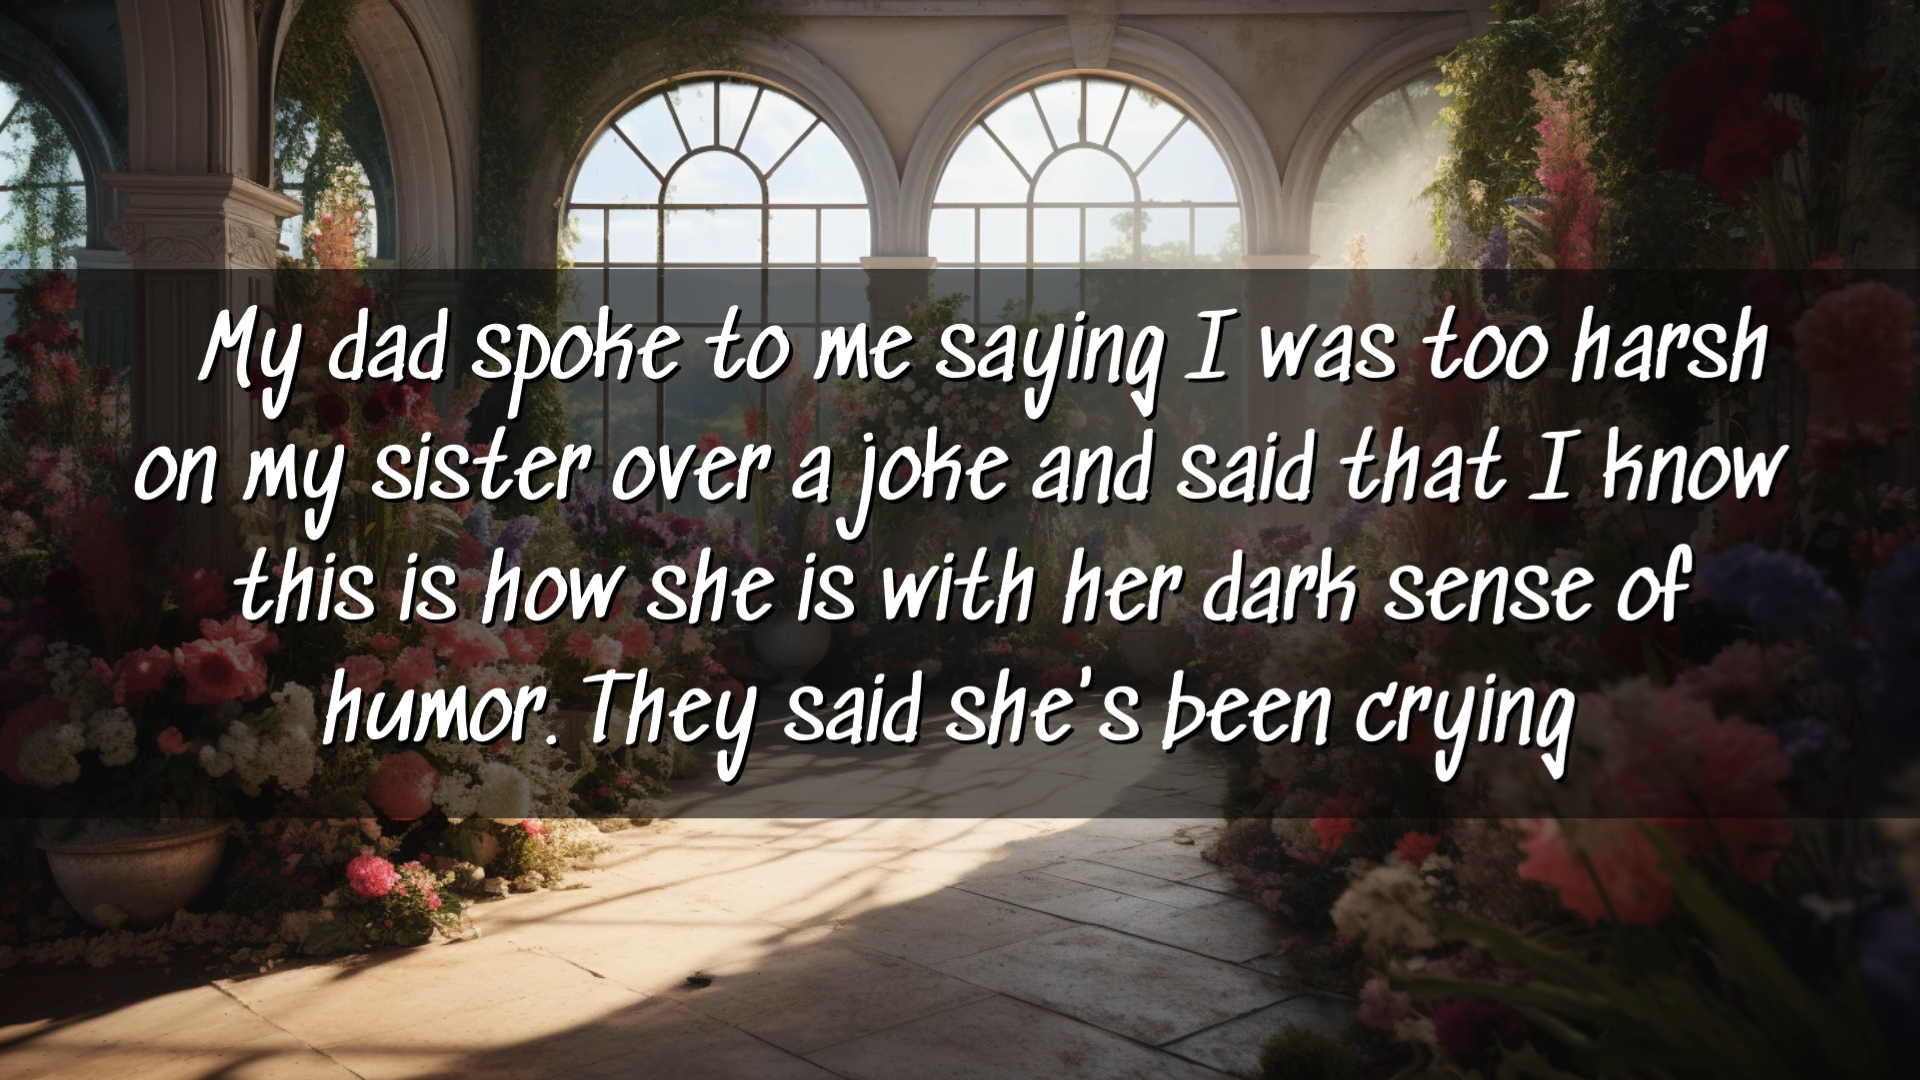 My dad spoke to me saying I was too harsh
on my sister over a joke and said that I know
this is how she is with her dark sense of
humor. They said she's been crying